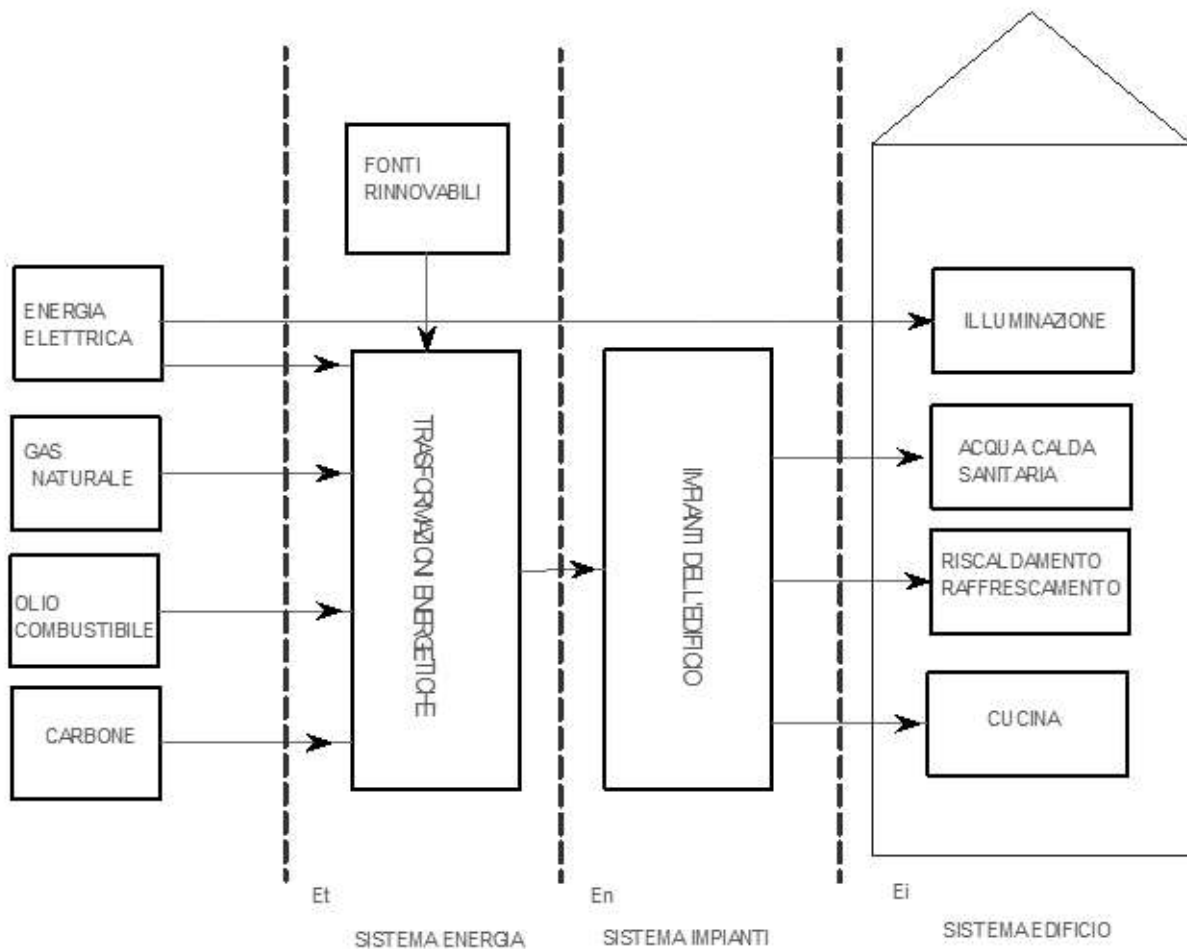 FONTI
RINNOVABILI
ENERGIA
ELETTRICA
GAS
NATURALE
OLIO
COMBUSTIBILE
CARBONE
TRASFORMAZIONI ENERGETICHE
IMPIANTI DELL'EDIFICIO
ILLUMINAZIONE
ACQUA CALDA
SANITARIA
RISCALDAMENTO
RAFFRESCAMENTO
CUCINA
Et
En
Ei
SISTEMA ENERGIA
SISTEMA IMPIANTI
SISTEMA EDIFICIO